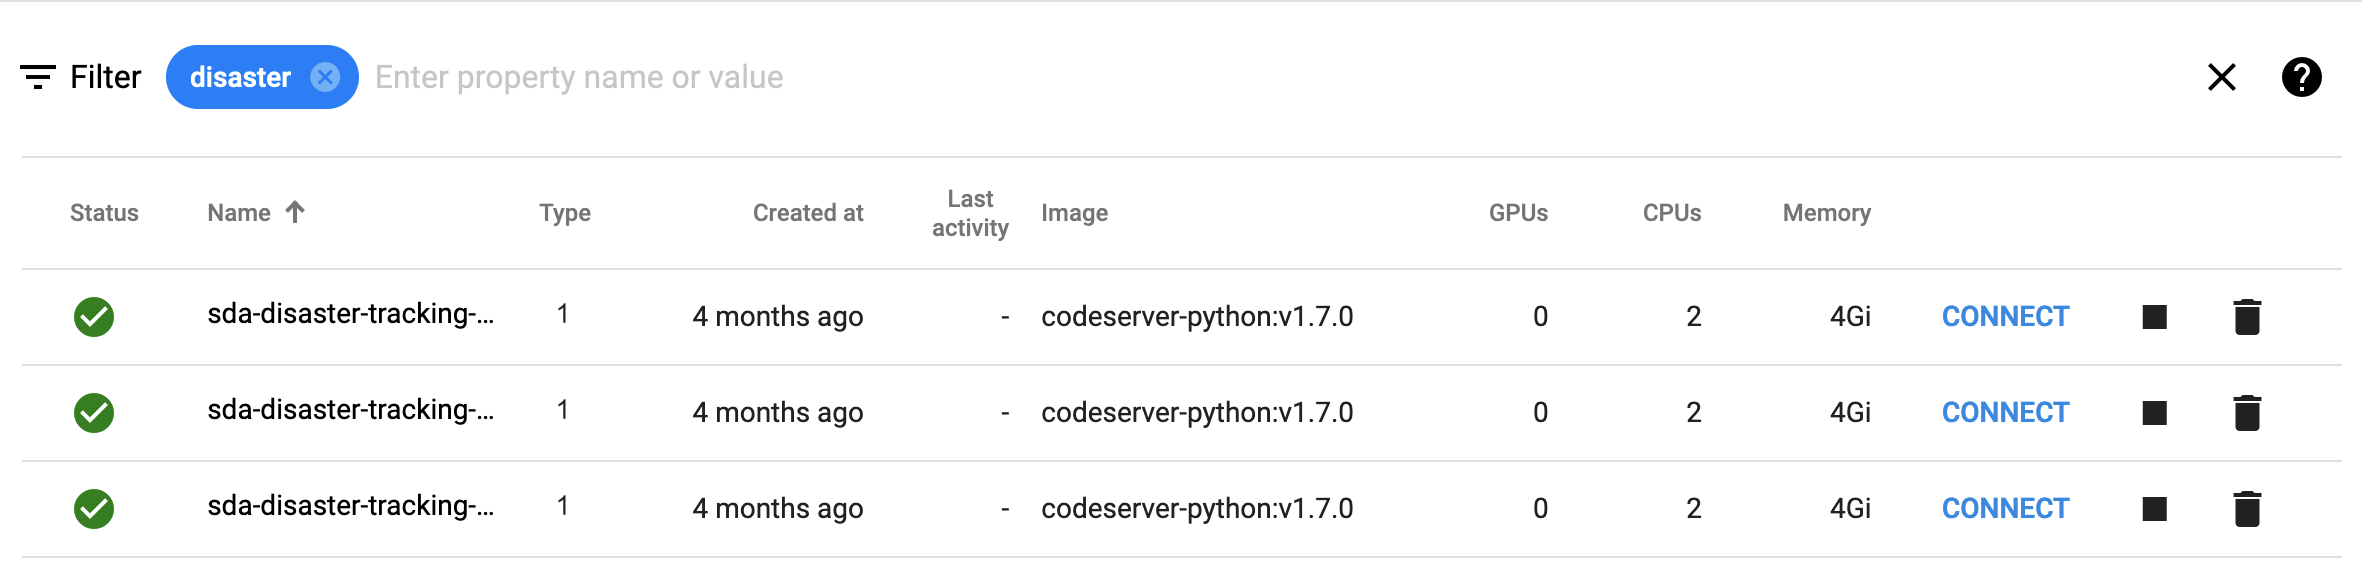 Filter disaster Enter property name or value
Status Name Type Created at Last activity Image GPUs CPUs Memory
sda-disaster-tracking-... 1 4 months ago - codeserver-python:v1.7.0 0 2 4Gi CONNECT
sda-disaster-tracking-... 1 4 months ago - codeserver-python:v1.7.0 0 2 4Gi CONNECT
sda-disaster-tracking-... 1 4 months ago - codeserver-python:v1.7.0 0 2 4Gi CONNECT